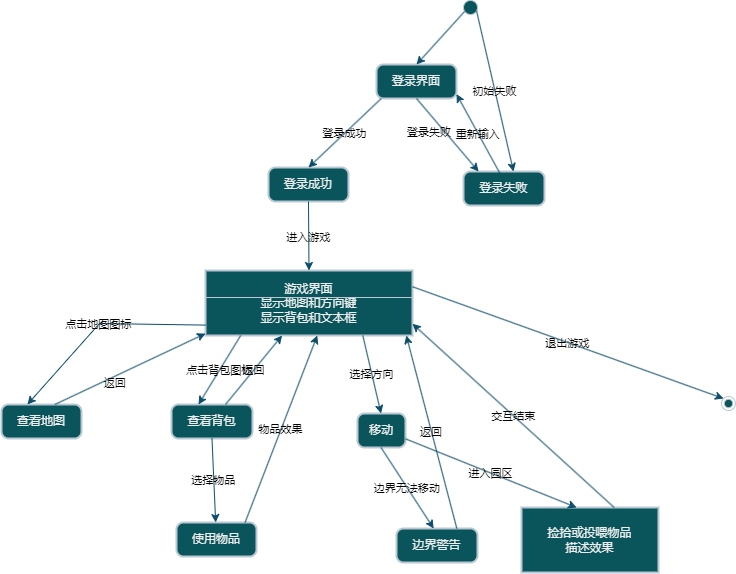 登录界面
初始失败
登录成功
登录失败
重新输入
登录成功
登录失败
进入游戏
游戏界面
显示地图和方向键
显示背包和文本框
点击地图图标
退出游戏
返回
点击背包图标
返回
选择方向
查看地图
查看背包
物品效果
移动
返回
交互结束
选择物品
边界无法移动
进入园区
使用物品
边界警告
捡拾或投喂物品
描述效果